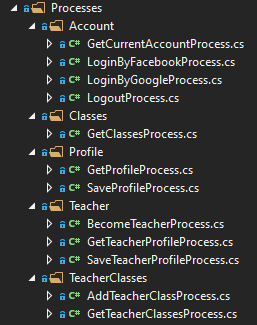 Processes
Account
C# GetCurrentAccountProcess.cs
C# LoginByFacebookProcess.cs
C# LoginByGoogleProcess.cs
C# LogoutProcess.cs
Classes
C# GetClassesProcess.cs
Profile
C# GetProfileProcess.cs
C# SaveProfileProcess.cs
Teacher
C# BecomeTeacherProcess.cs
C# GetTeacherProfileProcess.cs
C# SaveTeacherProfileProcess.cs
TeacherClasses
C# AddTeacherClassProcess.cs
C# GetTeacherClassesProcess.cs